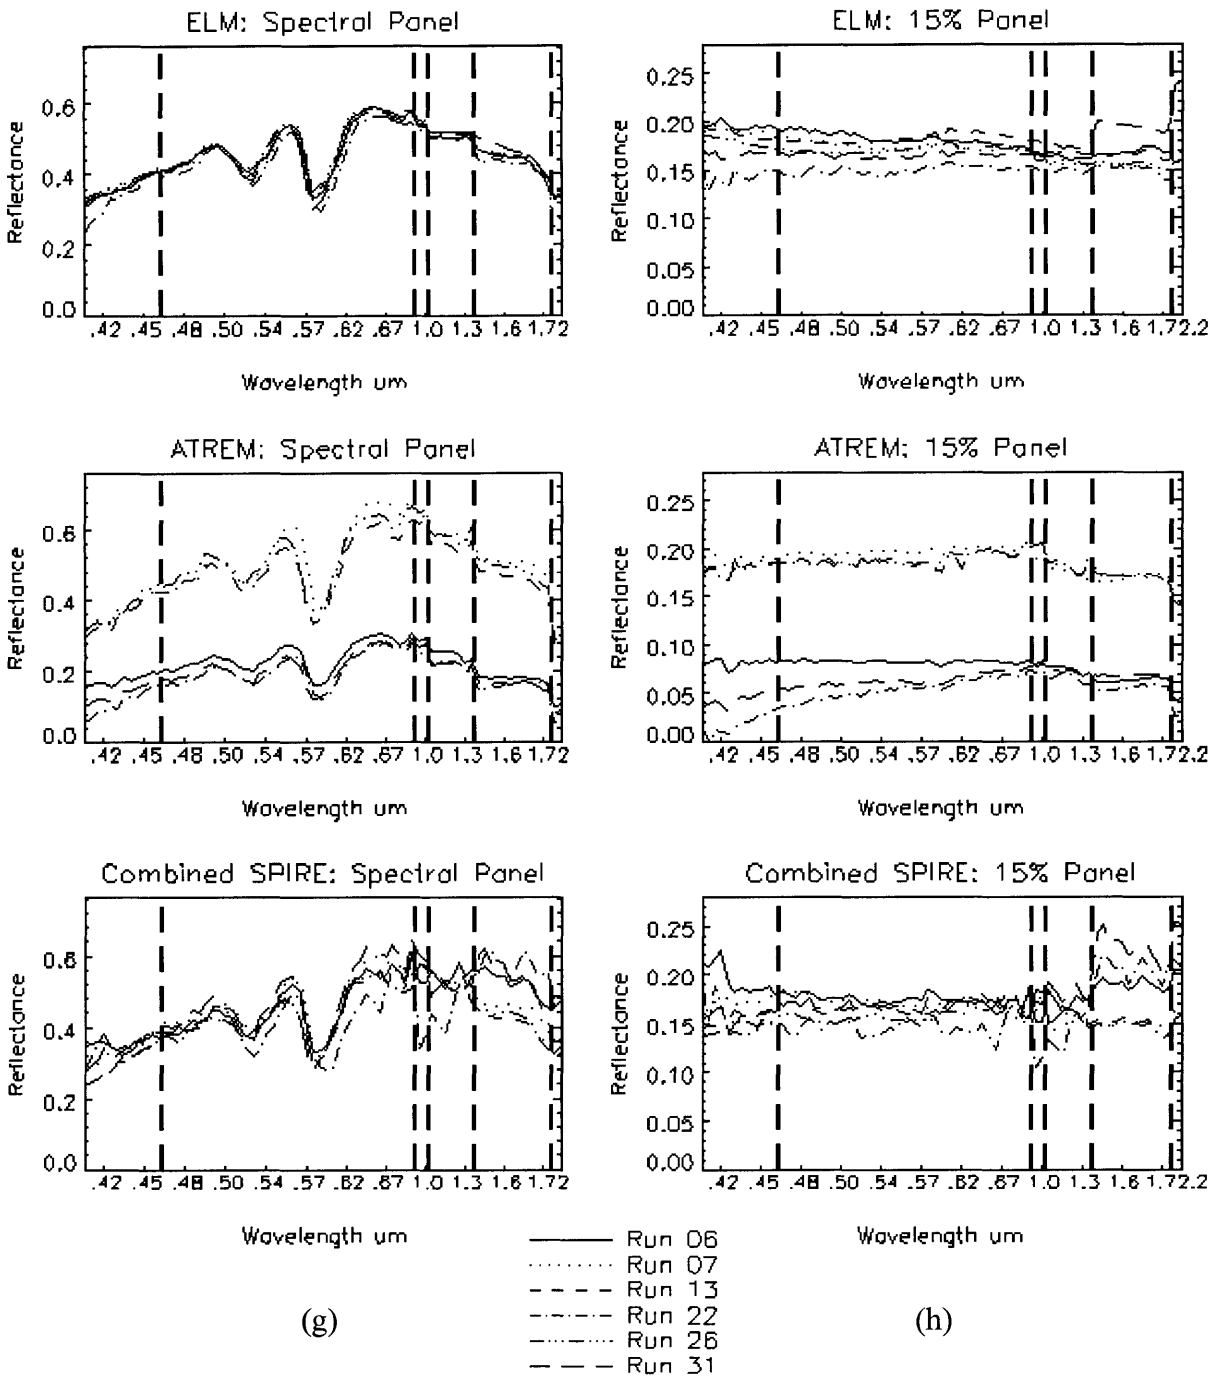 ELM: Spectral Panel
0.6
0.4
0.2
0.0
Reflectance
.42 .45 .48 .50 .54 .57 .62 .67 1.0 1.3 1.6 1.72
Wavelength um
ELM: 15% Panel
0.25
0.20
0.15
0.10
0.05
0.00
Reflectance
.42 .45 .48 .50 .54 .57 .62 .67 1.0 1.3 1.6 1.72.2
Wavelength um
ATREM: Spectral Panel
0.6
0.4
0.2
0.0
Reflectance
.42 .45 .48 .50 .54 .57 .62 .67 1.0 1.3 1.6 1.72
Wavelength um
ATREM: 15% Panel
0.25
0.20
0.15
0.10
0.05
0.00
Reflectance
.42 .45 .48 .50 .54 .57 .62 .67 1.0 1.3 1.6 1.72.2
Wavelength um
Combined SPIRE: Spectral Panel
0.6
0.4
0.2
0.0
Reflectance
.42 .45 .48 .50 .54 .57 .62 .67 1.0 1.3 1.6 1.72
Wavelength um
Combined SPIRE: 15% Panel
0.25
0.20
0.15
0.10
0.05
0.00
Reflectance
.42 .45 .48 .50 .54 .57 .62 .67 1.0 1.3 1.6 1.72.2
Wavelength um
Run 06
Run 07
Run 13
Run 22
Run 26
Run 31
(g)
(h)